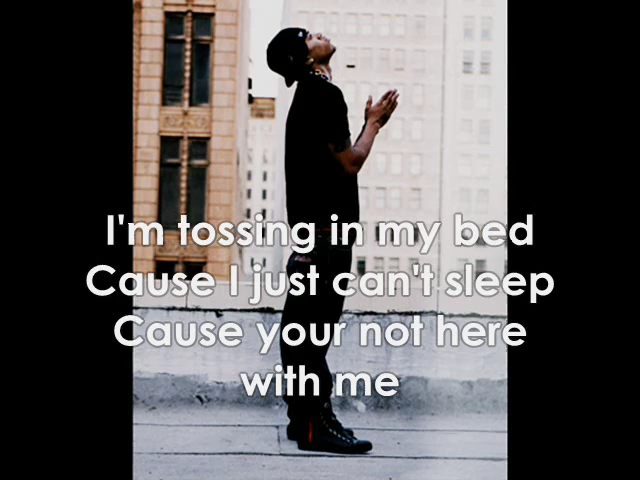 I'm tossing in my bed
Cause I just can't sleep
Cause your not here
with me